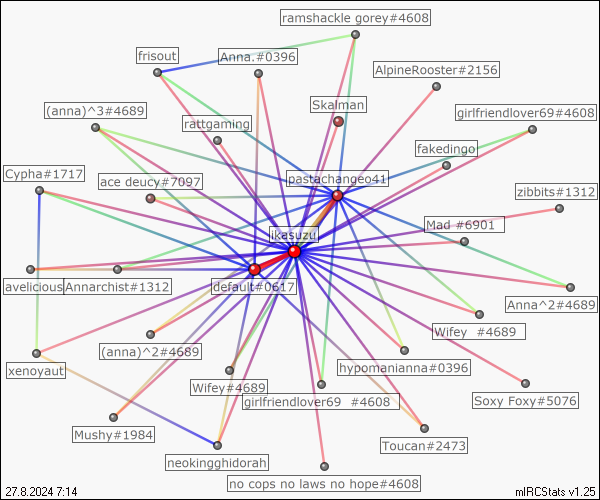 ramshackle gorey#4608
frisout
Anna.#0396
AlpineRooster#2156
(anna)^3#4689
Skalman
girlfriendlover69#4608
rattgaming
fakedingo
Cypha#1717
ace deucy#7097
pastachangeo41
zibbits#1312
Mad #6901
ikasuzu
avelicious
Annarchist#1312
default#0617
Anna^2#4689
Wifey #4689
(anna)^2#4689
xenoyaut
hypomanianna#0396
Wifey#4689
girlfriendlover69 #4608
Soxy Foxy#5076
Mushy#1984
Toucan#2473
neokingghidorah
no cops no laws no hope#4608
27.8.2024 7:14
mIRCStats v1.25